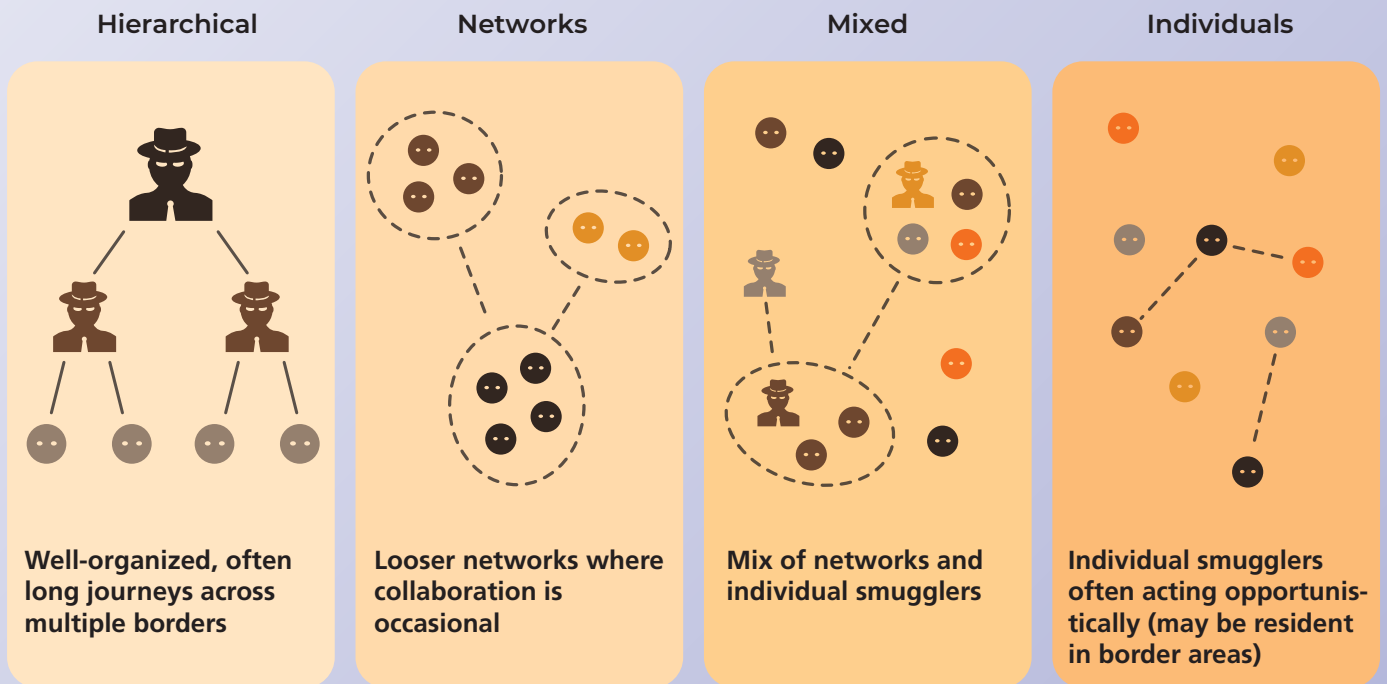 Hierarchical
Networks
Mixed
Individuals
Well-organized, often
long journeys across
multiple borders
Looser networks where
collaboration is
occasional
Mix of networks and
individual smugglers
Individual smugglers
often acting opportunis-
tically (may be resident
in border areas)